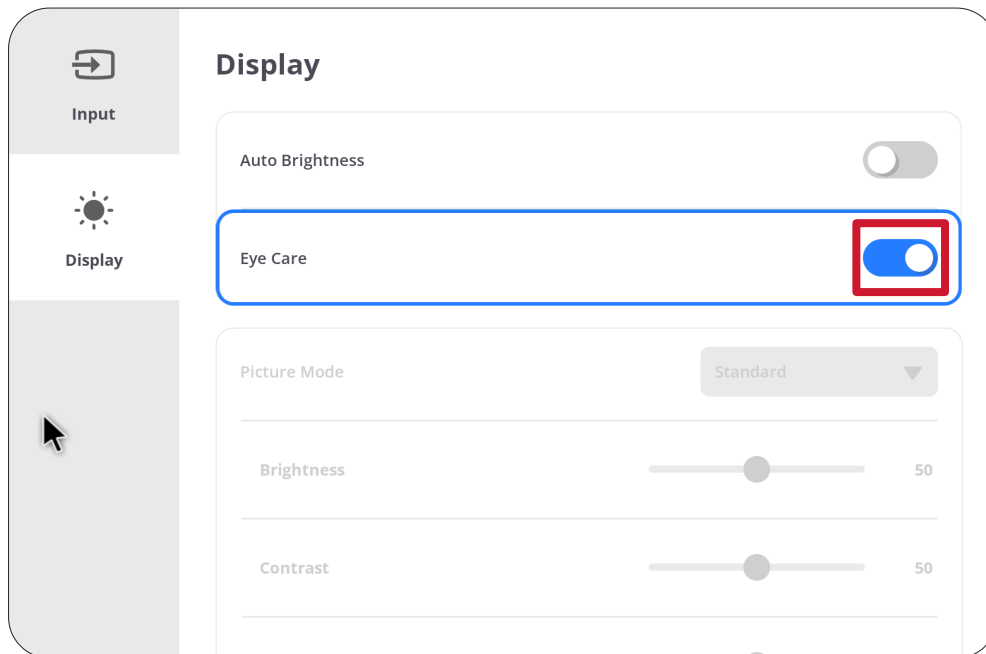 Input
Display
Display
Auto Brightness
Eye Care
Picture Mode
Standard
Brightness
50
Contrast
50